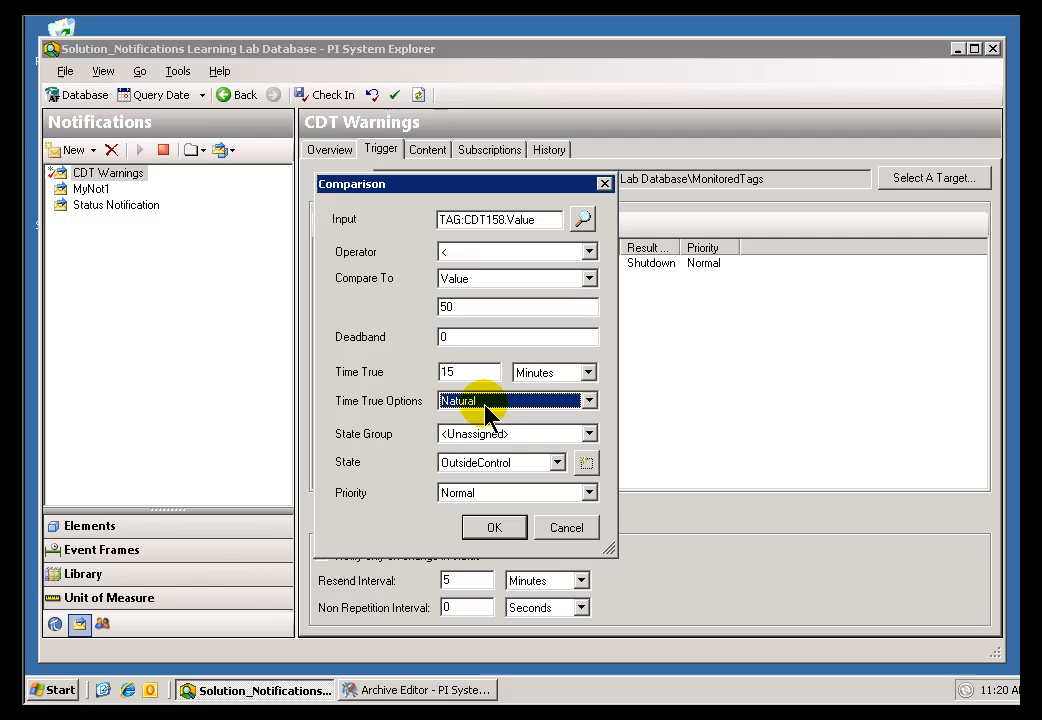 Solution_Notifications Learning Lab Database - PI System Explorer
File View Go Tools Help
Database Query Date Back Check In
Notifications
New
CDT Warnings
MyNot1
Status Notification
Elements
Event Frames
Library
Unit of Measure
CDT Warnings
Overview Trigger Content Subscriptions History
Lab Database\MonitoredTags
Select A Target...
Result ... Priority
Shutdown Normal
Comparison
Input TAG:CDT158.Value
Operator <
Compare To Value
50
Deadband 0
Time True 15 Minutes
Time True Options Natural
State Group <Unassigned>
State OutsideControl
Priority Normal
OK Cancel
Resend Interval: 5 Minutes
Non Repetition Interval: 0 Seconds
Start Solution_Notifications... Archive Editor - PI Syste... 11:20